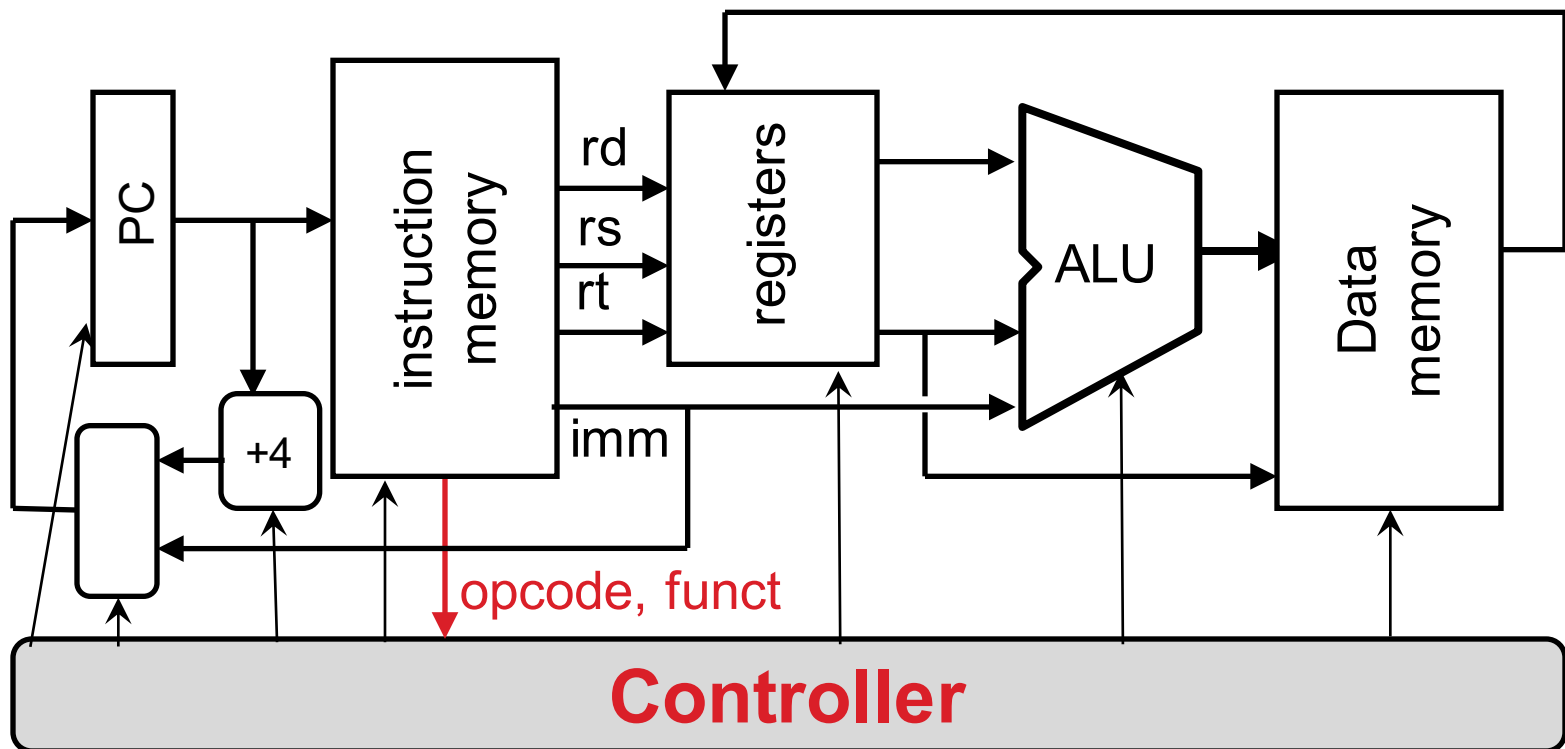 PC
instruction
memory
rd
rs
rt
imm
registers
ALU
Data
memory
+4
opcode, funct
Controller